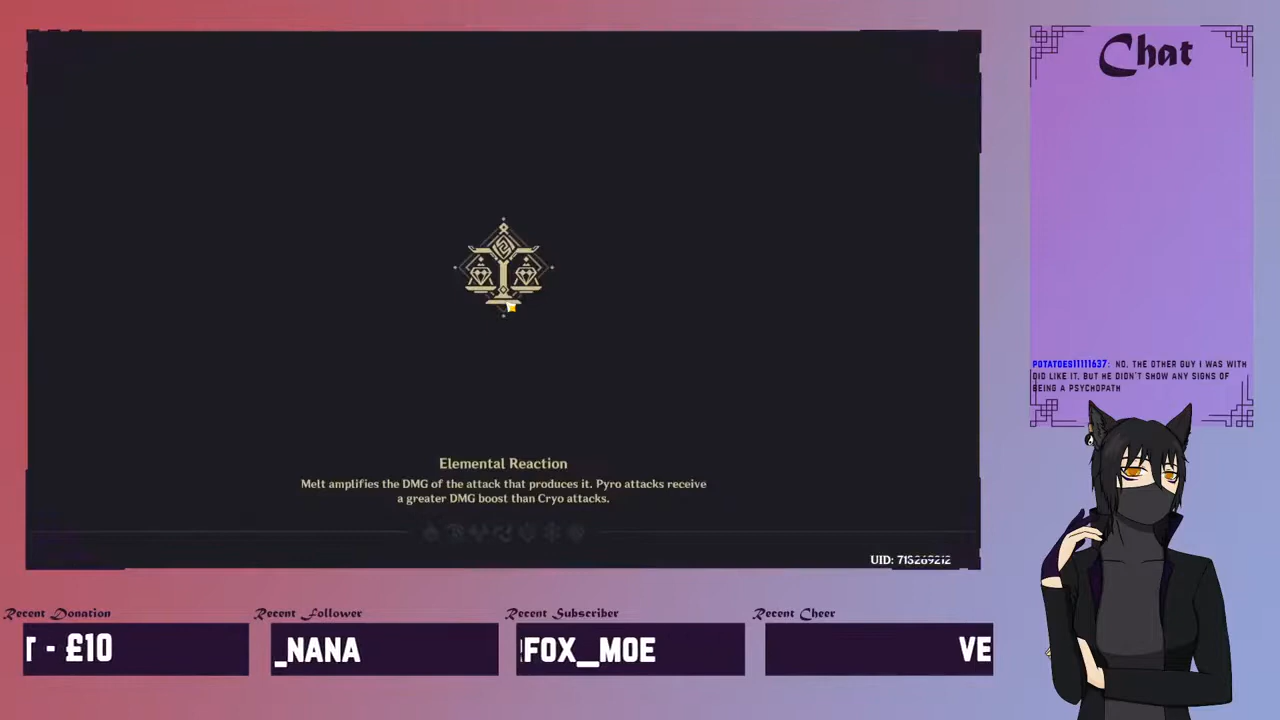 Chat
POTATOES11111637: NO. THE OTHER GUY I WAS WITH
DID LIKE IT. BUT HE DIDN'T SHOW ANY SIGNS OF
BEING A PSYCHOPATH
Elemental Reaction
Melt amplifies the DMG of the attack that produces it. Pyro attacks receive
a greater DMG boost than Cryo attacks.
UID: 713269212
Recent Donation
T - £10
Recent Follower
_NANA
Recent Subscriber
FOX_MOE
Recent Cheer
VE